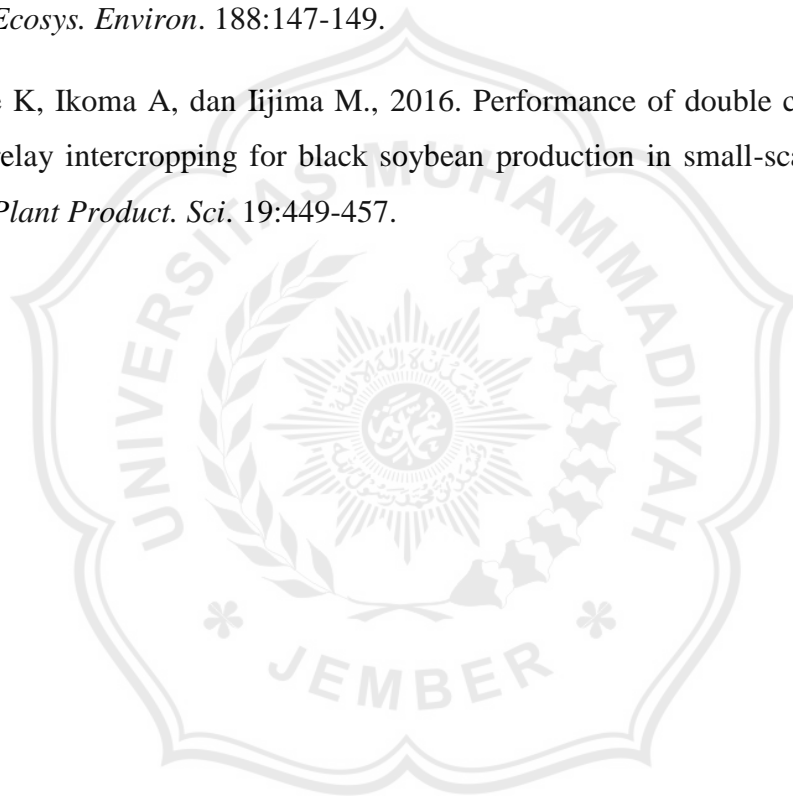 Ecosys. Environ. 188:147-149.
K, Ikoma A, dan Iijima M., 2016. Performance of double c
relay intercropping for black soybean production in small-sca
Plant Product. Sci. 19:449-457.
UNIVERSITAS MUHAMMADIYAH
JEMBER